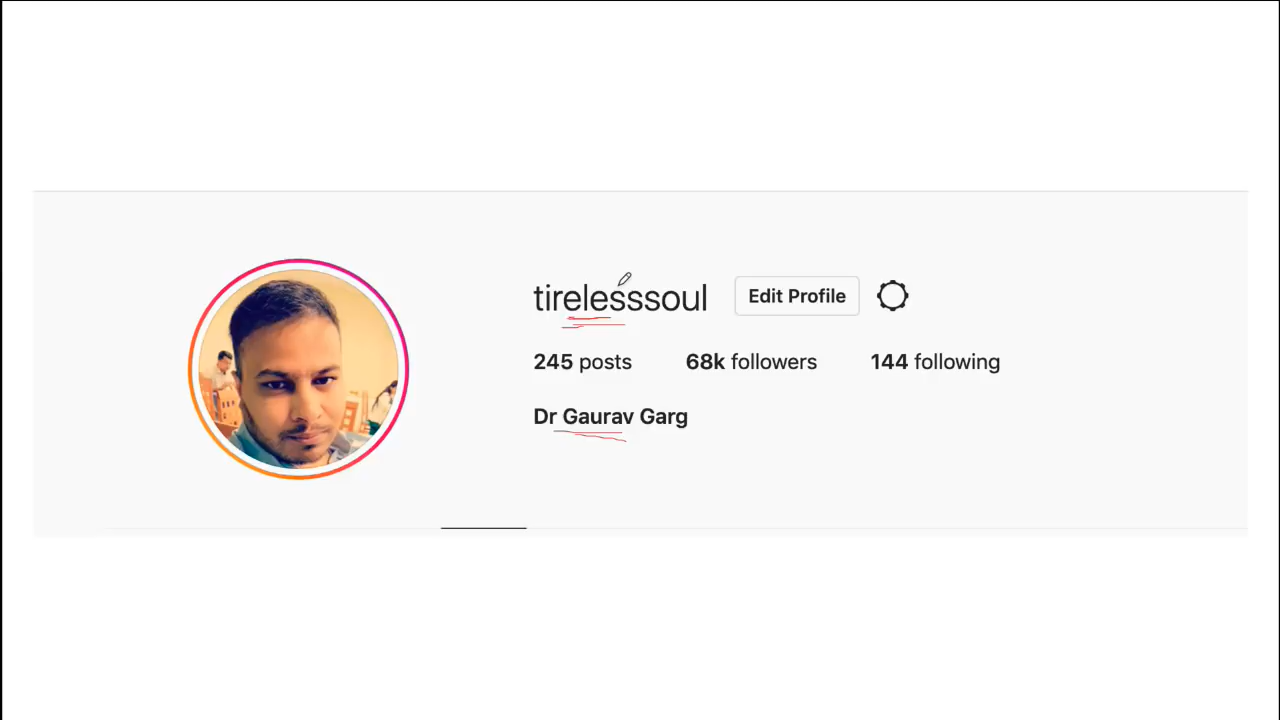 tirelesssoul Edit Profile
245 posts 68k followers 144 following
Dr Gaurav Garg